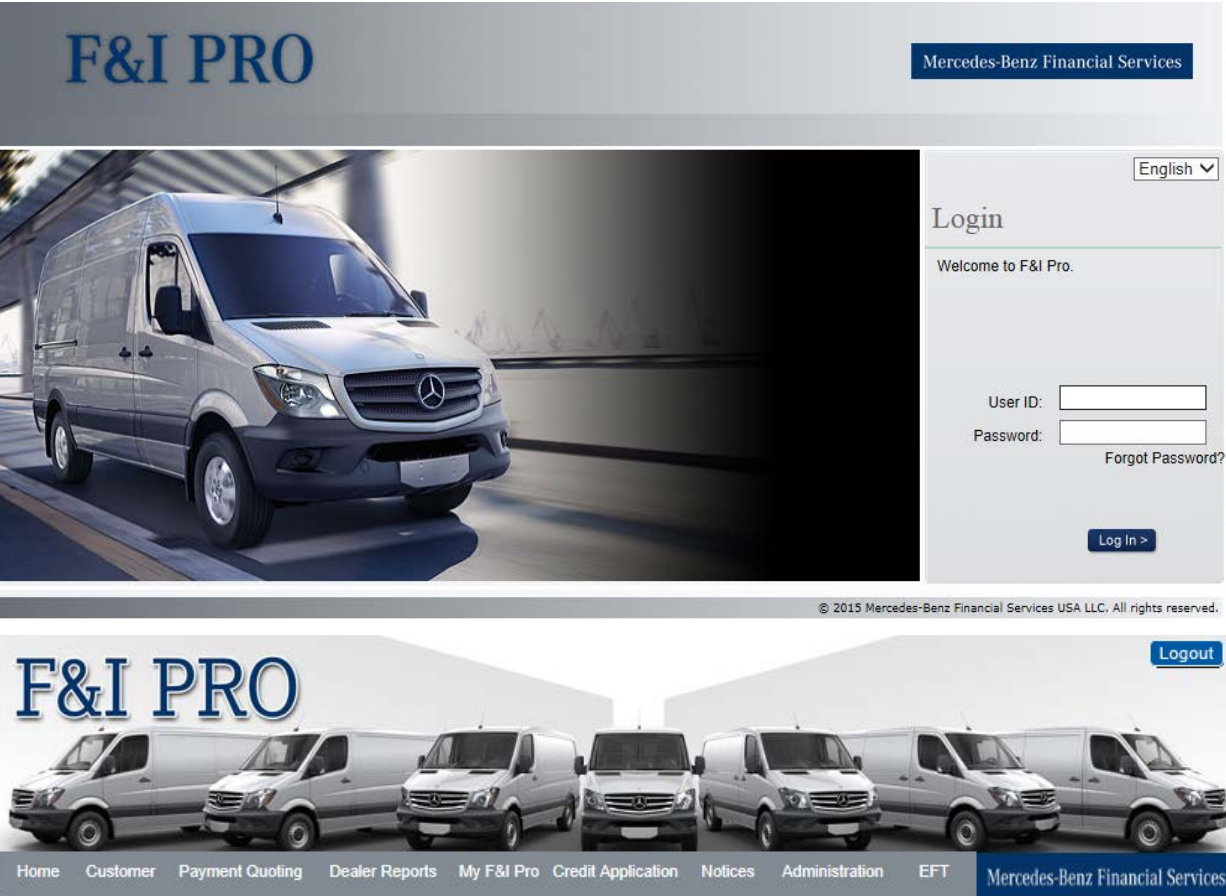 F&I PRO
Mercedes-Benz Financial Services
English
Login
Welcome to F&I Pro.
User ID:
Password:
Forgot Password?
Log In >
© 2015 Mercedes-Benz Financial Services USA LLC. All rights reserved.
Logout
F&I PRO
Home Customer Payment Quoting Dealer Reports My F&I Pro Credit Application Notices Administration EFT Mercedes-Benz Financial Services